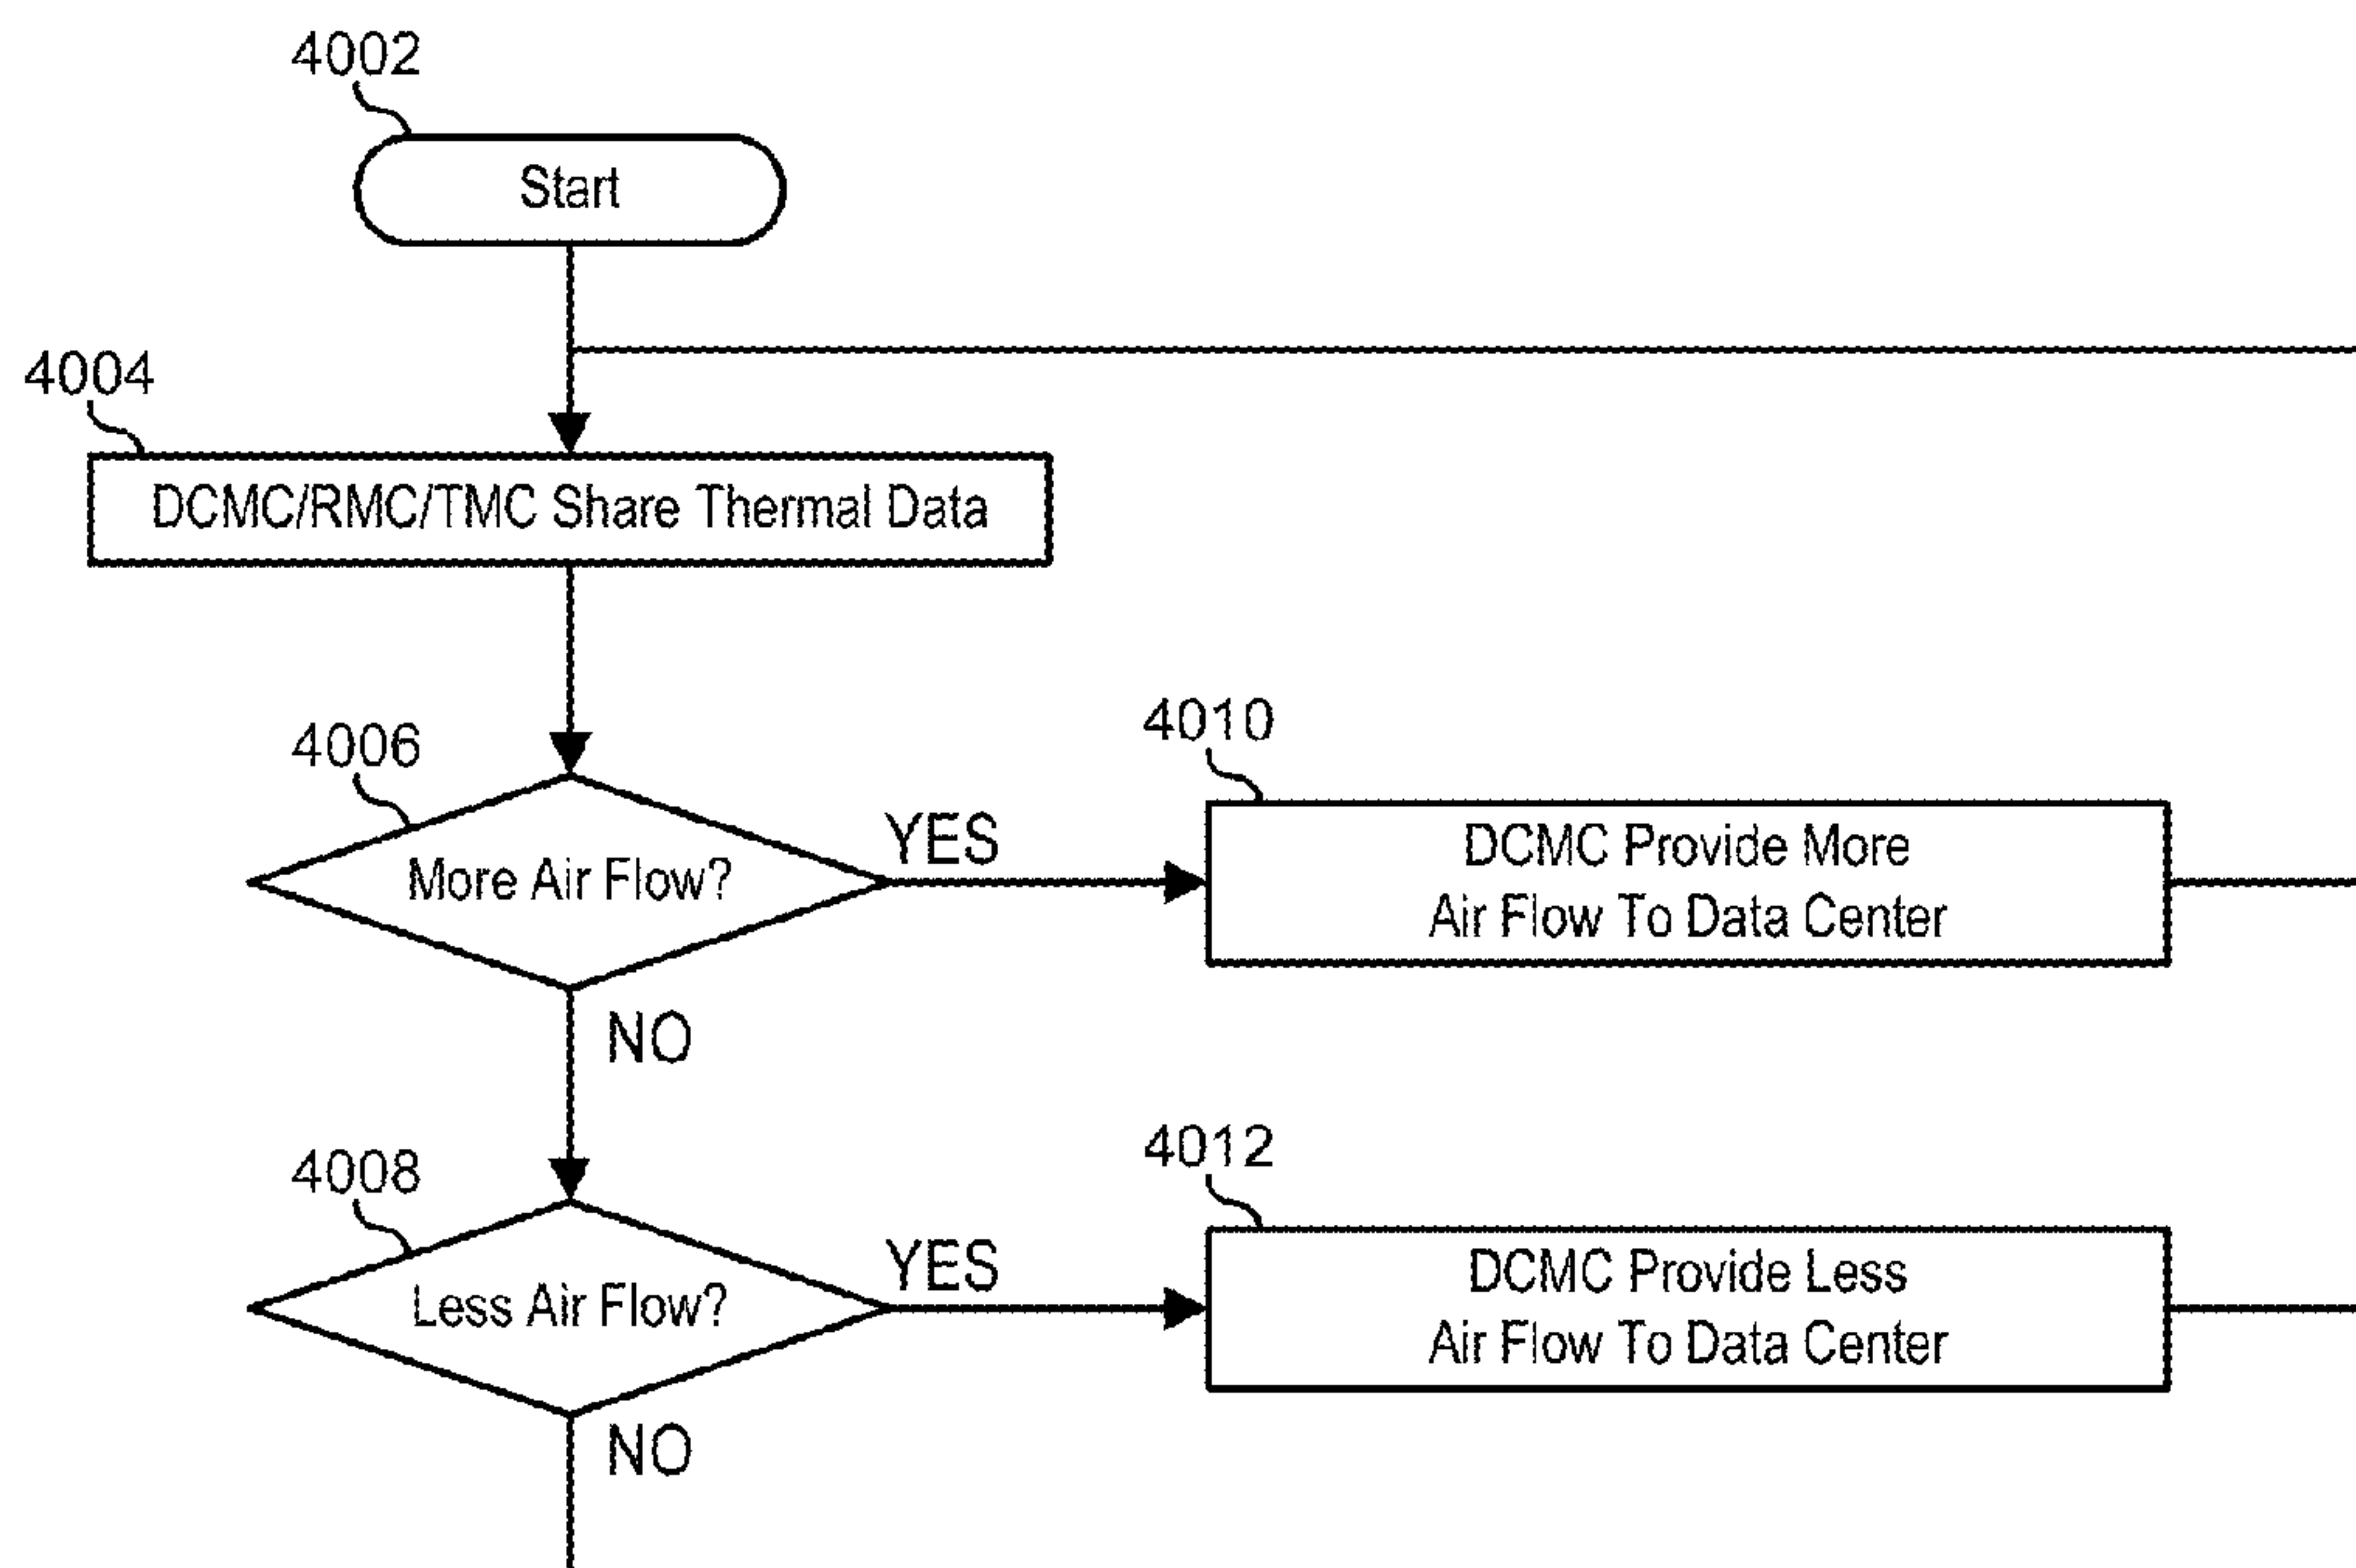 4002
Start
4004
DCMC/RMC/TMC Share Thermal Data
4006
More Air Flow?
YES
4010
DCMC Provide More
Air Flow To Data Center
NO
4008
Less Air Flow?
YES
4012
DCMC Provide Less
Air Flow To Data Center
NO